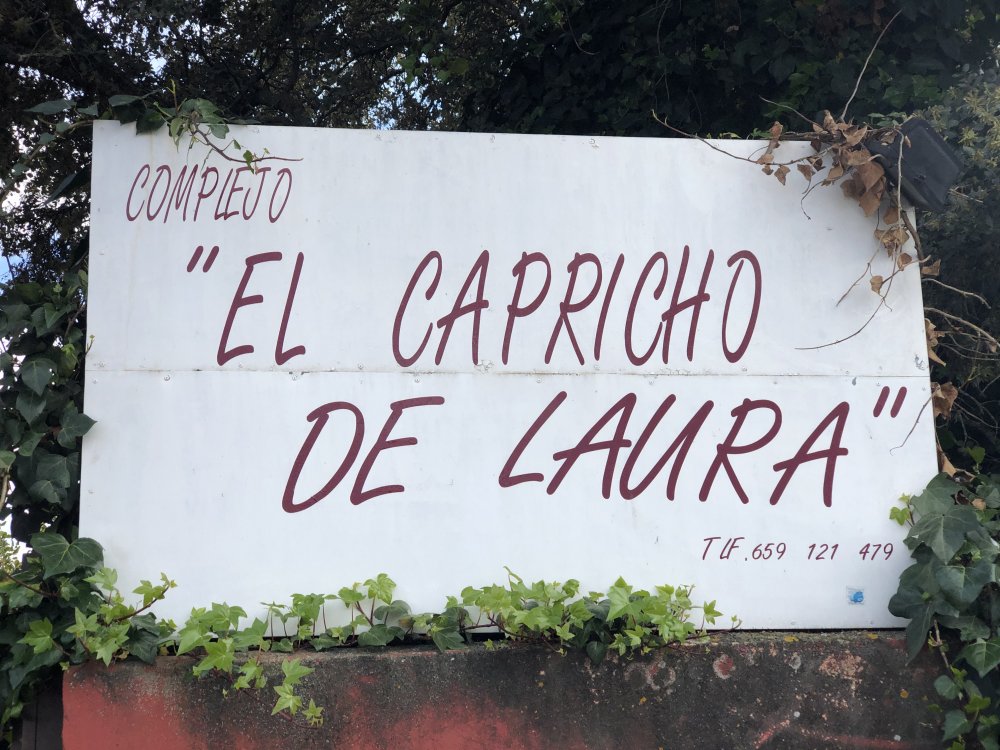 COMPLEJO
"EL CAPRICHO
DE LAURA"
TLF.659 121 479